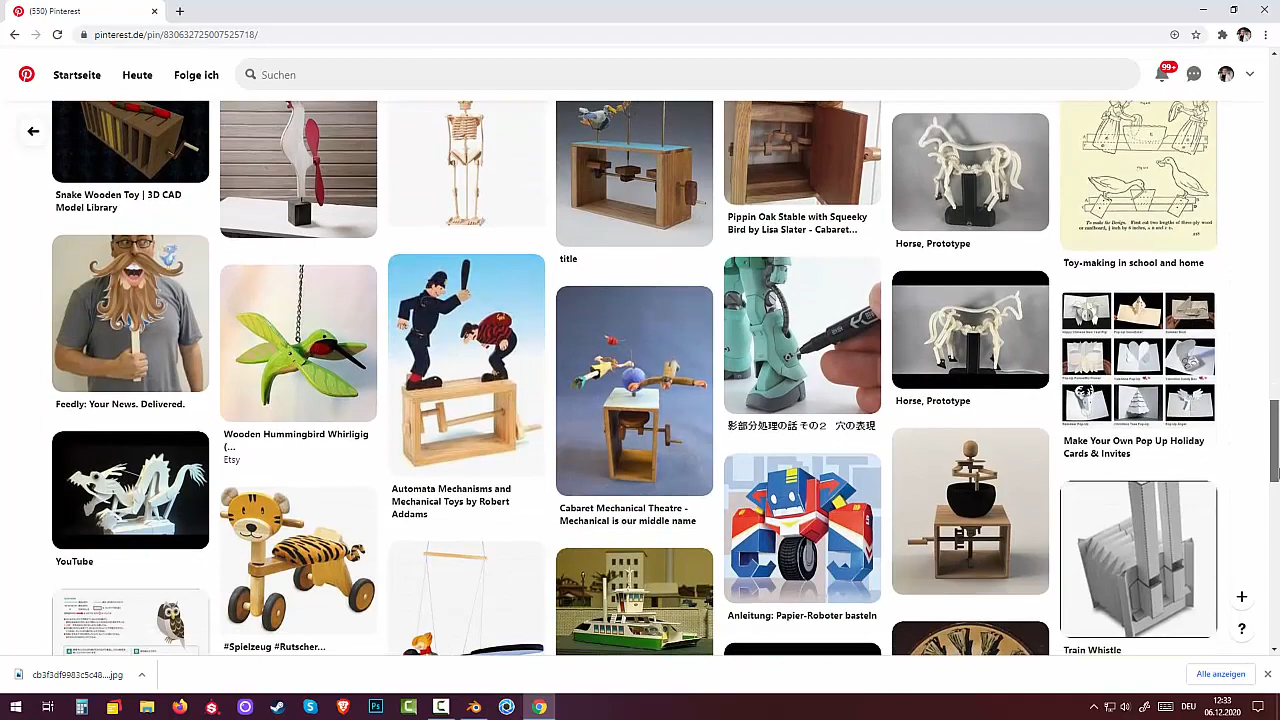 (550) Pinterest
pinterest.de/pin/830632725007525718/
Startseite
Heute
Folge ich
Suchen
99+
Snake Wooden Toy | 3D CAD
Model Library
title
Pippin Oak Stable with Squeeky
Bird by Lisa Slater - Cabaret...
Horse, Prototype
Toy-making in school and home
Feedly: Your News. Delivered.
Wooden Hummingbird Whirligig
(...
Etsy
Automata Mechanisms and
Mechanical Toys by Robert
Addams
Cabaret Mechanical Theatre -
Mechanical is our middle name
影部分処理の話 その2 穴の表現
Horse, Prototype
Make Your Own Pop Up Holiday
Cards & Invites
YouTube
#Spielzeug #Rutscher...
Train Whistle
cb3f3df9983c5c48....jpg
Alle anzeigen
12:33
06.12.2020